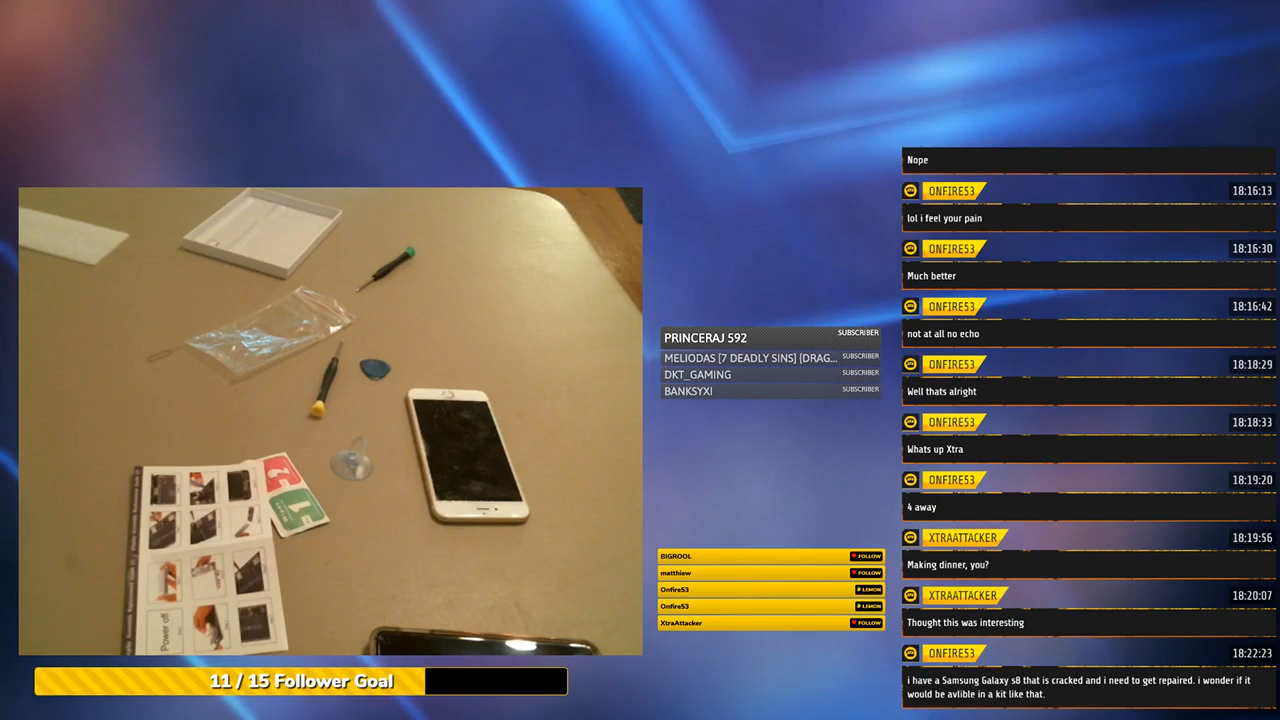 Nope
ONFIRE53 18:16:13
lol i feel your pain
ONFIRE53 18:16:30
Much better
ONFIRE53 18:16:42
not at all no echo
ONFIRE53 18:18:29
Well thats alright
ONFIRE53 18:18:33
Whats up Xtra
ONFIRE53 18:19:20
4 away
XTRAATTACKER 18:19:56
Making dinner, you?
XTRAATTACKER 18:20:07
Thought this was interesting
ONFIRE53 18:22:23
i have a Samsung Galaxy s8 that is cracked and i need to get repaired. i wonder if it
would be avlible in a kit like that.
PRINCERAJ 592 SUBSCRIBER
MELIODAS [7 DEADLY SINS] {DRAG... SUBSCRIBER
DKT_GAMING SUBSCRIBER
BANKSYXI SUBSCRIBER
BIGROOL FOLLOW
matthiew FOLLOW
Onfire53 LEMON
Onfire53 LEMON
XtraAttacker FOLLOW
Power off
11 / 15 Follower Goal